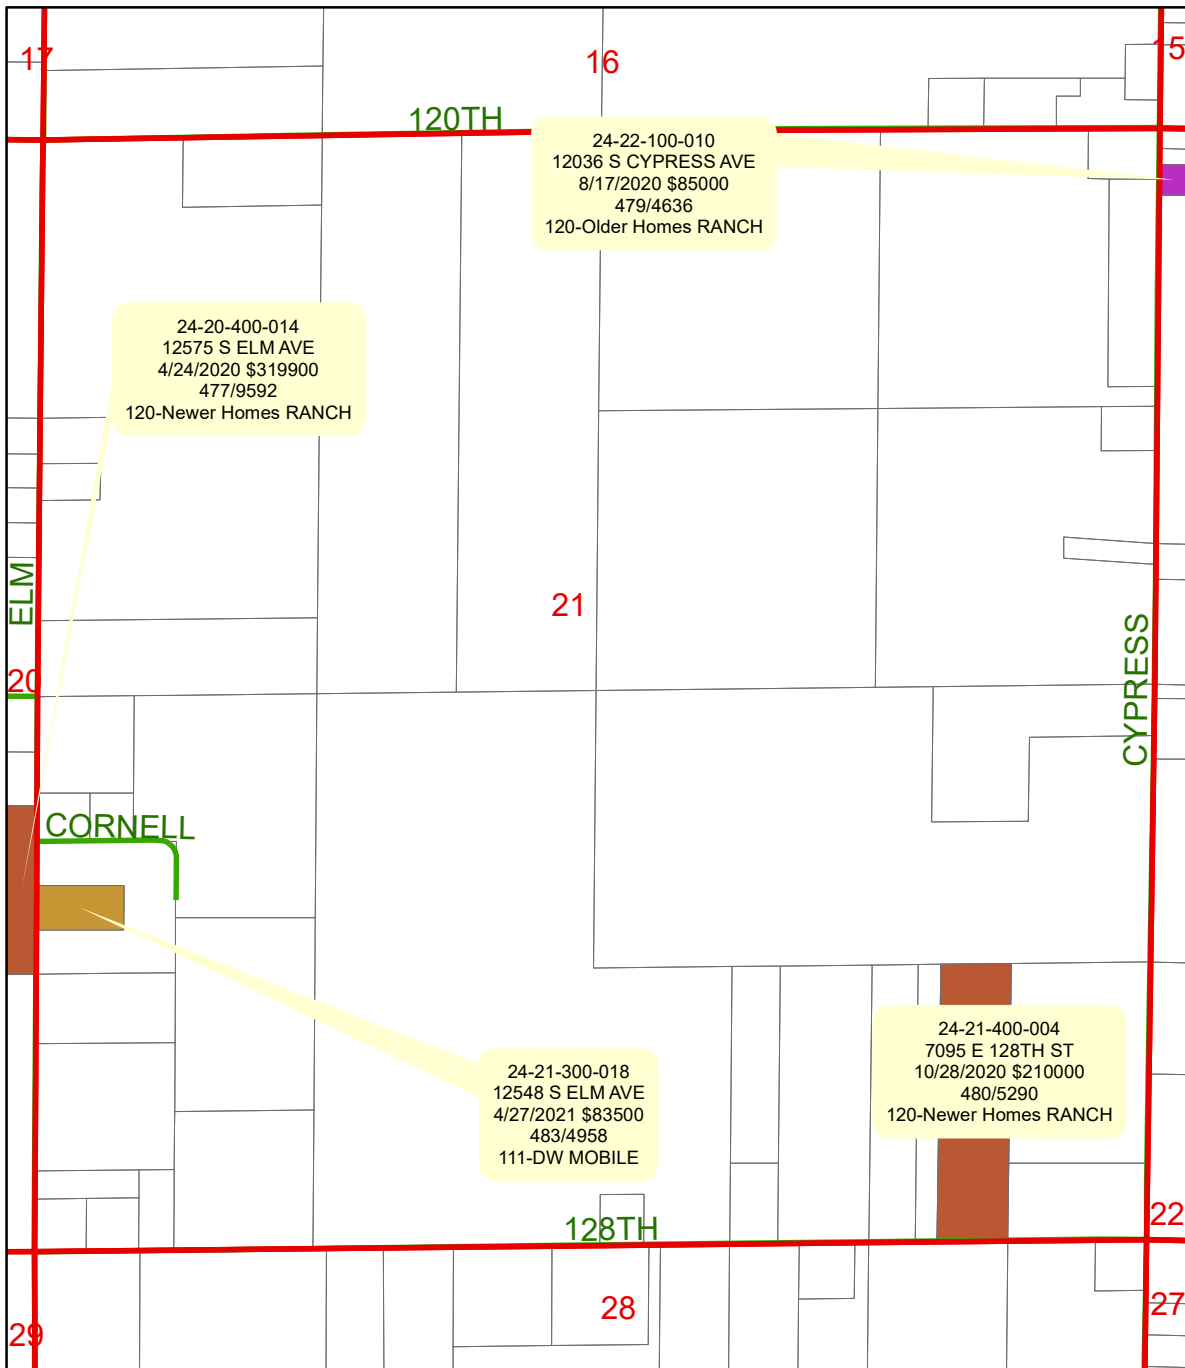 17
16
15
120TH
24-22-100-010
12036 S CYPRESS AVE
8/17/2020 $85000
479/4636
120-Older Homes RANCH
24-20-400-014
12575 S ELM AVE
4/24/2020 $319900
477/9592
120-Newer Homes RANCH
ELM
21
CYPRESS
20
CORNELL
24-21-400-004
7095 E 128TH ST
10/28/2020 $210000
480/5290
120-Newer Homes RANCH
24-21-300-018
12548 S ELM AVE
4/27/2021 $83500
483/4958
111-DW MOBILE
22
128TH
28
27
29